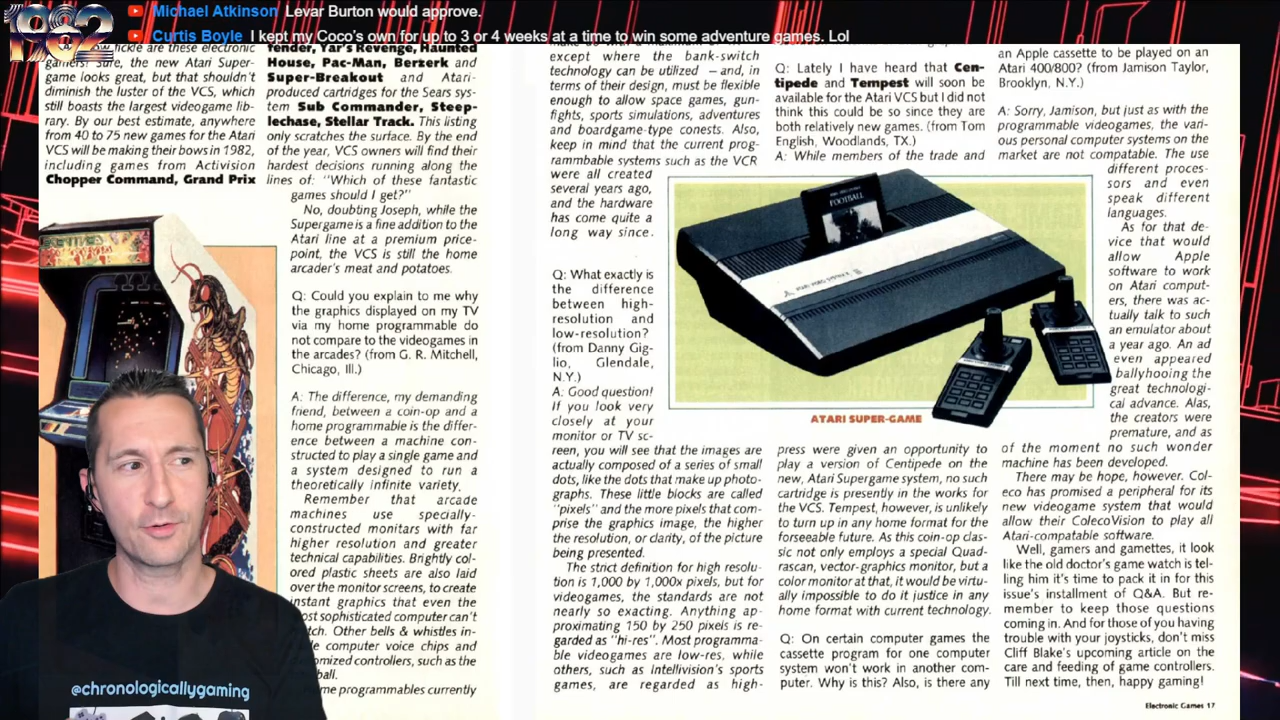 1982
Michael Atkinson Levar Burton would approve.
Curtis Boyle I kept my Coco's own for up to 3 or 4 weeks at a time to win some adventure games. Lol
fickle are these electronic
gamers! Sure, the new Atari Super-
game looks great, but that shouldn't
diminish the luster of the VCS, which
still boasts the largest videogame lib-
rary. By our best estimate, anywhere
from 40 to 75 new games for the Atari
VCS will be making their bows in 1982,
including games from Activision
Chopper Command, Grand Prix
fender, Yar's Revenge, Haunted
House, Pac-Man, Berzerk and
Super-Breakout and Atari-
produced cartridges for the Sears sys-
tem Sub Commander, Steep-
lechase, Stellar Track. This listing
only scratches the surface. By the end
of the year, VCS owners will find their
hardest decisions running along the
lines of: "Which of these fantastic
games should I get?"
No, doubting Joseph, while the
Supergame is a fine addition to the
Atari line at a premium price-
point, the VCS is still the home
arcader's meat and potatoes.
Q: Could you explain to me why
the graphics displayed on my TV
via my home programmable do
not compare to the videogames in
the arcades? (from G. R. Mitchell,
Chicago, Ill.)
A: The difference, my demanding
friend, between a coin-op and a
home programmable is the differ-
ence between a machine con-
structed to play a single game and
a system designed to run a
theoretically infinite variety.
Remember that arcade
machines use specially-
constructed monitars with far
higher resolution and greater
technical capabilities. Brightly col-
ored plastic sheets are also laid
over the monitor screens, to create
instant graphics that even the
most sophisticated computer can't
Other bells & whistles in-
computer voice chips and
controllers, such as the
programmables currently
except where the bank-switch
technology can be utilized — and, in
terms of their design, must be flexible
enough to allow space games, gun-
fights, sports simulations, adventures
and boardgame-type conests. Also,
keep in mind that the current prog-
rammbable systems such as the VCR
were all created
several years ago,
and the hardware
has come quite a
long way since.
Q: What exactly is
the difference
between high-
resolution and
low-resolution?
(from Danny Gig-
lio, Glendale,
N.Y.)
A: Good question!
If you look very
closely at your
monitor or TV sc-
reen, you will see that the images are
actually composed of a series of small
dots, like the dots that make up photo-
graphs. These little blocks are called
"pixels" and the more pixels that com-
prise the graphics image, the higher
the resolution, or clarity, of the picture
being presented.
The strict definition for high resolu-
tion is 1,000 by 1,000x pixels, but for
videogames, the standards are not
nearly so exacting. Anything ap-
proximating 150 by 250 pixels is re-
garded as "hi-res". Most programma-
ble videogames are low-res, while
others, such as Intellivision's sports
games, are regarded as high-
Q: Lately I have heard that Cen-
tipede and Tempest will soon be
available for the Atari VCS but I did not
think this could be so since they are
both relatively new games. (from Tom
English, Woodlands, TX.)
A: While members of the trade and
FOOTBALL
ATARI SUPER-GAME
press were given an opportunity to
play a version of Centipede on the
new, Atari Supergame system, no such
cartridge is presently in the works for
the VCS. Tempest, however, is unlikely
to turn up in any home format for the
forseeable future. As this coin-op clas-
sic not only employs a special Quad-
rascan, vector-graphics monitor, but a
color monitor at that, it would be virtu-
ally impossible to do it justice in any
home format with current technology.
Q: On certain computer games the
cassette program for one computer
system won't work in another com-
puter. Why is this? Also, is there any
an Apple cassette to be played on an
Atari 400/800? (from Jamison Taylor,
Brooklyn, N.Y.)
A: Sorry, Jamison, but just as with the
programmable videogames, the vari-
ous personal computer systems on the
market are not compatable. The use
different proces-
sors and even
speak different
languages.
As for that de-
vice that would
allow Apple
software to work
on Atari comput-
ers, there was ac-
tually talk to such
an emulator about
a year ago. An ad
even appeared
ballyhooing the
great technologi-
cal advance. Alas,
the creators were
premature, and as
of the moment no such wonder
machine has been developed.
There may be hope, however. Col-
eco has promised a peripheral for its
new videogame system that would
allow their ColecoVision to play all
Atari-compatable software.
Well, gamers and gamettes, it look
like the old doctor's game watch is tel-
ling him it's time to pack it in for this
issue's installment of Q&A. But re-
member to keep those questions
coming in. And for those of you having
trouble with your joysticks, don't miss
Cliff Blake's upcoming article on the
care and feeding of game controllers.
Till next time, then, happy gaming!
Electronic Games 17
@chronologicallygaming